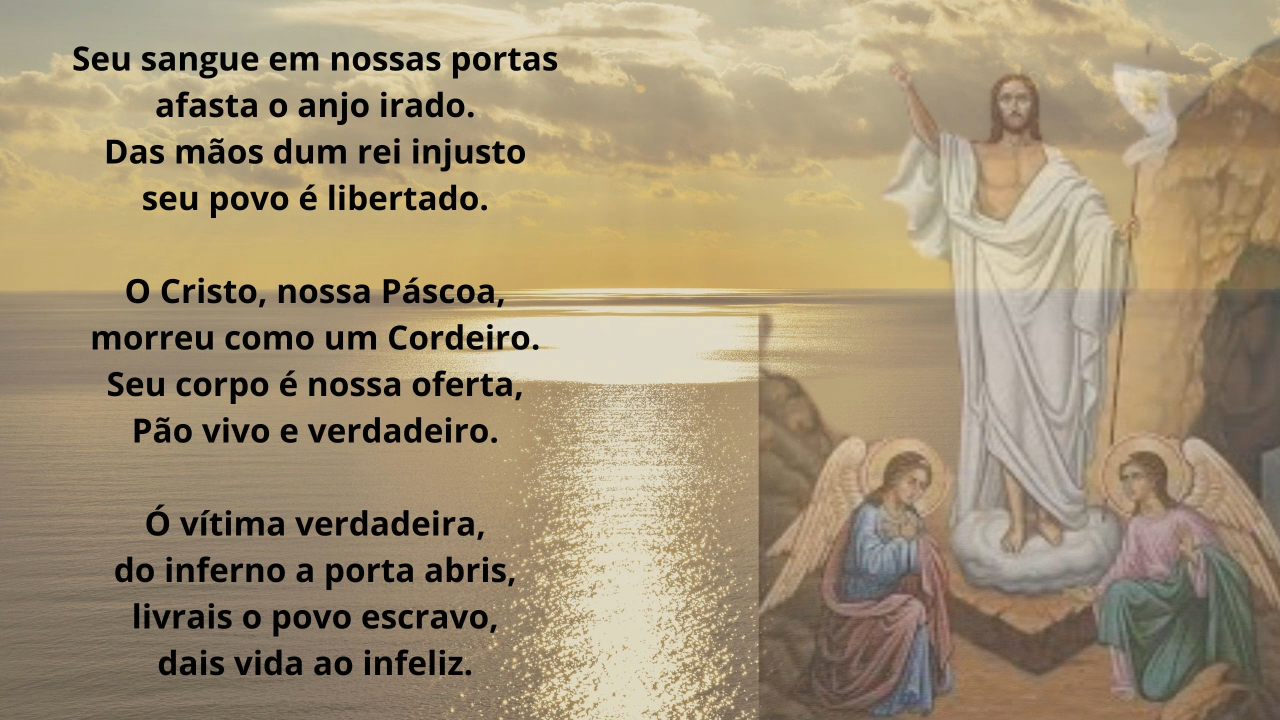 Seu sangue em nossas portas
afasta o anjo irado.
Das mãos dum rei injusto
seu povo é libertado.
O Cristo, nossa Páscoa,
morreu como um Cordeiro.
Seu corpo é nossa oferta,
Pão vivo e verdadeiro.
Ó vítima verdadeira,
do inferno a porta abris,
livrais o povo escravo,
dais vida ao infeliz.